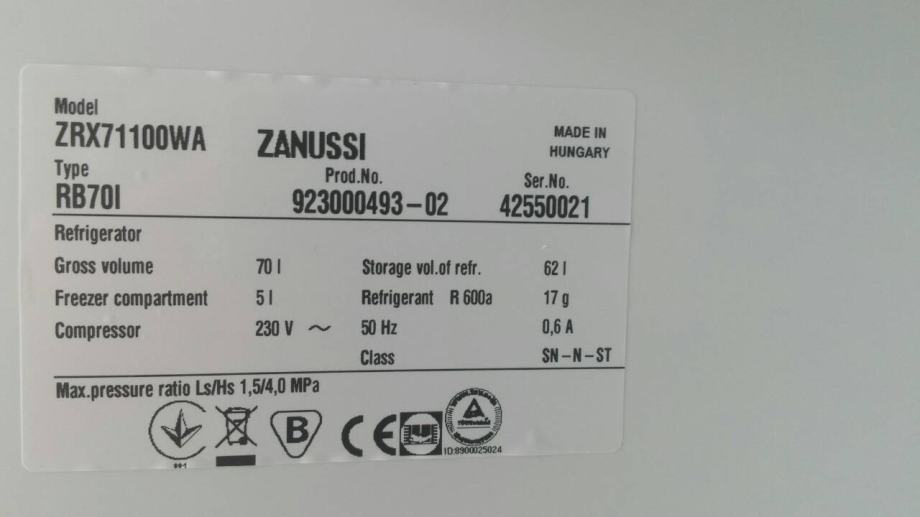 Model
ZRX71100WA
ZANUSSI
MADE IN
HUNGARY
Type
RB70I
Prod.No.
923000493-02
Ser.No.
42550021
Refrigerator
Gross volume 70 l Storage vol.of refr. 62 l
Freezer compartment 5 l Refrigerant R 600a 17 g
Compressor 230 V ~ 50 Hz 0,6 A
Class SN-N-ST
Max.pressure ratio Ls/Hs 1,5/4,0 MPa
B
CE
ID:8900025024